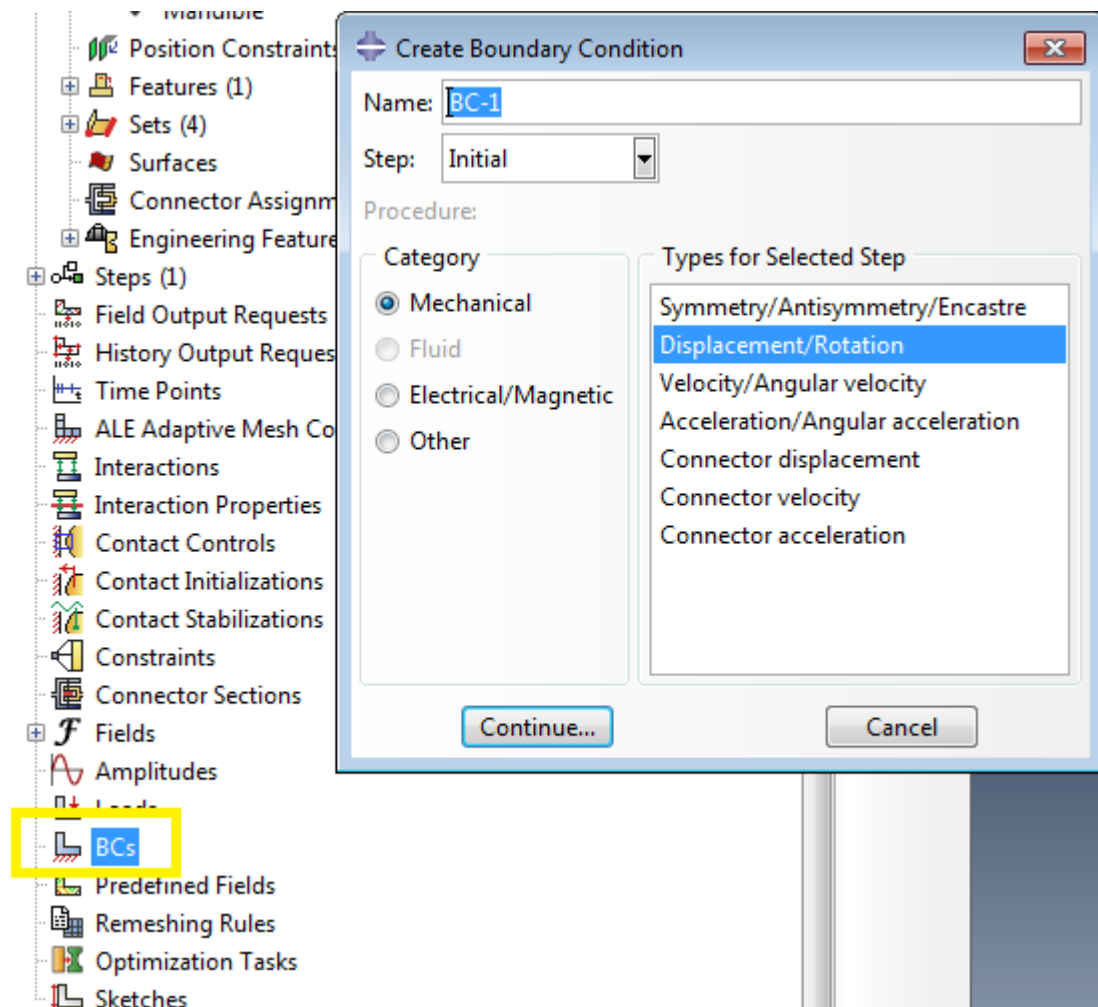 Mandible
Position Constraints
Features (1)
Sets (4)
Surfaces
Connector Assignm
Engineering Feature
Steps (1)
Field Output Requests
History Output Reques
Time Points
ALE Adaptive Mesh Co
Interactions
Interaction Properties
Contact Controls
Contact Initializations
Contact Stabilizations
Constraints
Connector Sections
Fields
Amplitudes
Loads
BCs
Predefined Fields
Remeshing Rules
Optimization Tasks
Sketches
Create Boundary Condition
Name: BC-1
Step: Initial
Procedure:
Category
Mechanical
Fluid
Electrical/Magnetic
Other
Types for Selected Step
Symmetry/Antisymmetry/Encastre
Displacement/Rotation
Velocity/Angular velocity
Acceleration/Angular acceleration
Connector displacement
Connector velocity
Connector acceleration
Continue...
Cancel